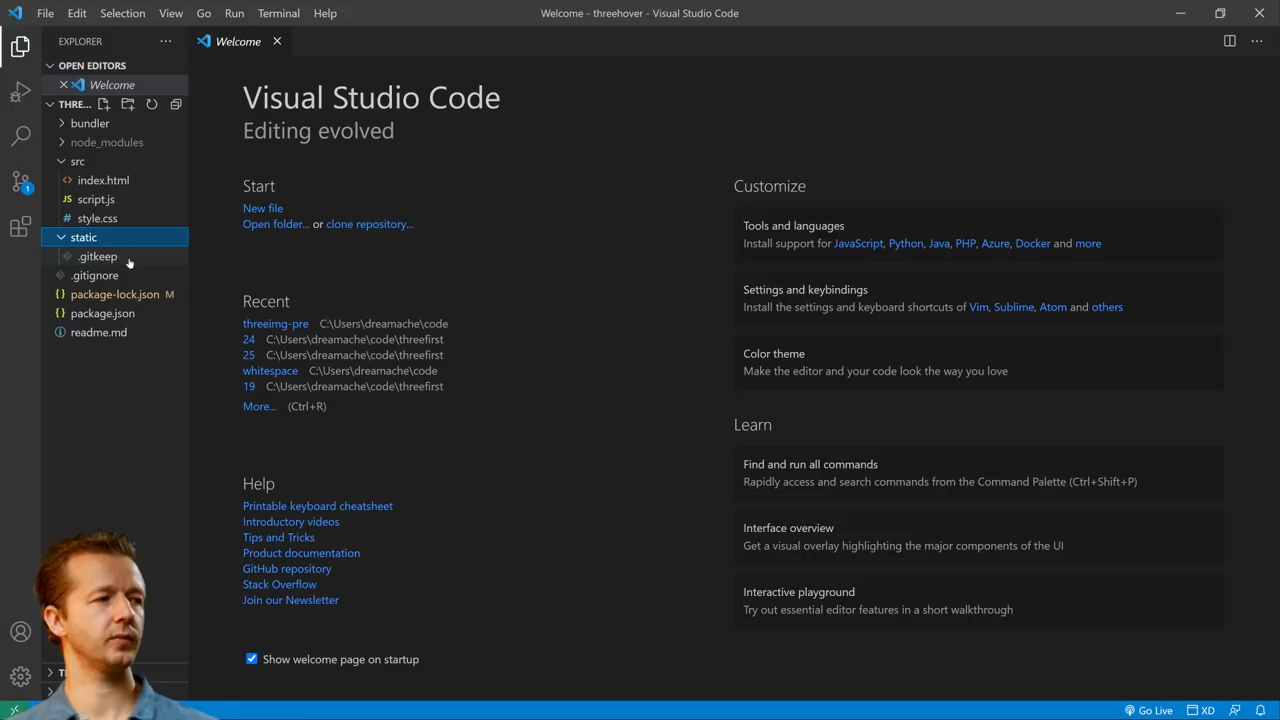 File Edit Selection View Go Run Terminal Help
Welcome - threehover - Visual Studio Code
EXPLORER
Welcome
OPEN EDITORS
Welcome
THRE...
bundler
node_modules
src
index.html
JS script.js
# style.css
static
.gitkeep
.gitignore
{} package-lock.json M
{} package.json
readme.md
1
Visual Studio Code
Editing evolved
Start
New file
Open folder... or clone repository...
Recent
threeimg-pre C:\Users\dreamache\code
24 C:\Users\dreamache\code\threefirst
25 C:\Users\dreamache\code\threefirst
whitespace C:\Users\dreamache\code
19 C:\Users\dreamache\code\threefirst
More... (Ctrl+R)
Help
Printable keyboard cheatsheet
Introductory videos
Tips and Tricks
Product documentation
GitHub repository
Stack Overflow
Join our Newsletter
Show welcome page on startup
Customize
Tools and languages
Install support for JavaScript, Python, Java, PHP, Azure, Docker and more
Settings and keybindings
Install the settings and keyboard shortcuts of Vim, Sublime, Atom and others
Color theme
Make the editor and your code look the way you love
Learn
Find and run all commands
Rapidly access and search commands from the Command Palette (Ctrl+Shift+P)
Interface overview
Get a visual overlay highlighting the major components of the UI
Interactive playground
Try out essential editor features in a short walkthrough
Go Live XD